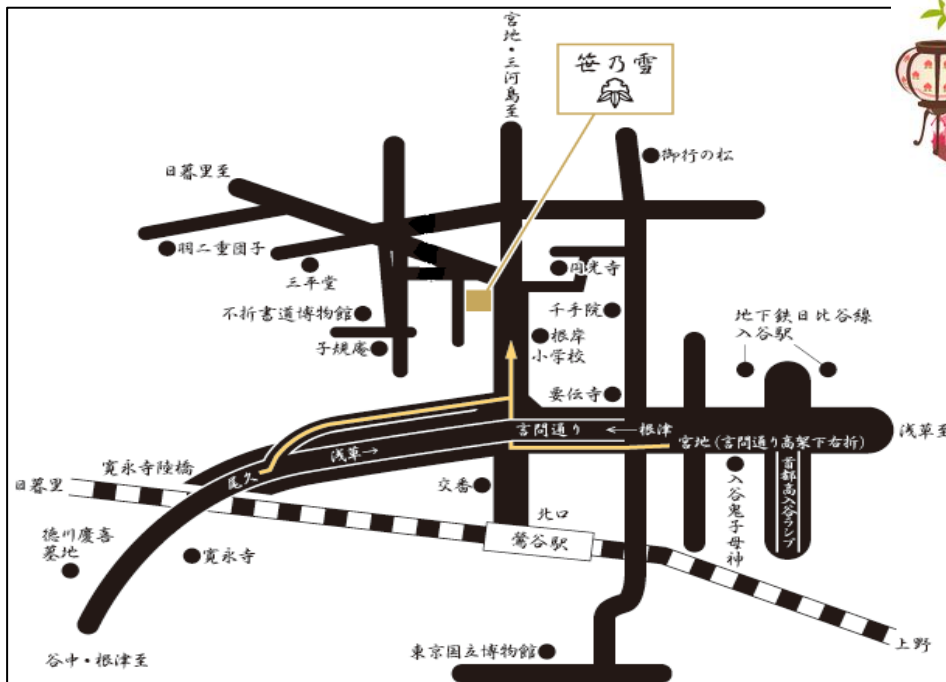 宮地・三河島至
笹乃雪
御行の松
日暮里至
羽二重団子
三平堂
円光寺
不折書道博物館
千手院
地下鉄日比谷線
入谷駅
子規庵
根岸
小学校
要伝寺
言問通り
←根津
宮地(言問通り高架下右折)
浅草至
浅草→
尾久
寛永寺陸橋
日暮里
交番
入谷鬼子母神
首都高入谷ランプ
北口
鶯谷駅
徳川慶喜
墓地
寛永寺
上野
東京国立博物館
谷中・根津至